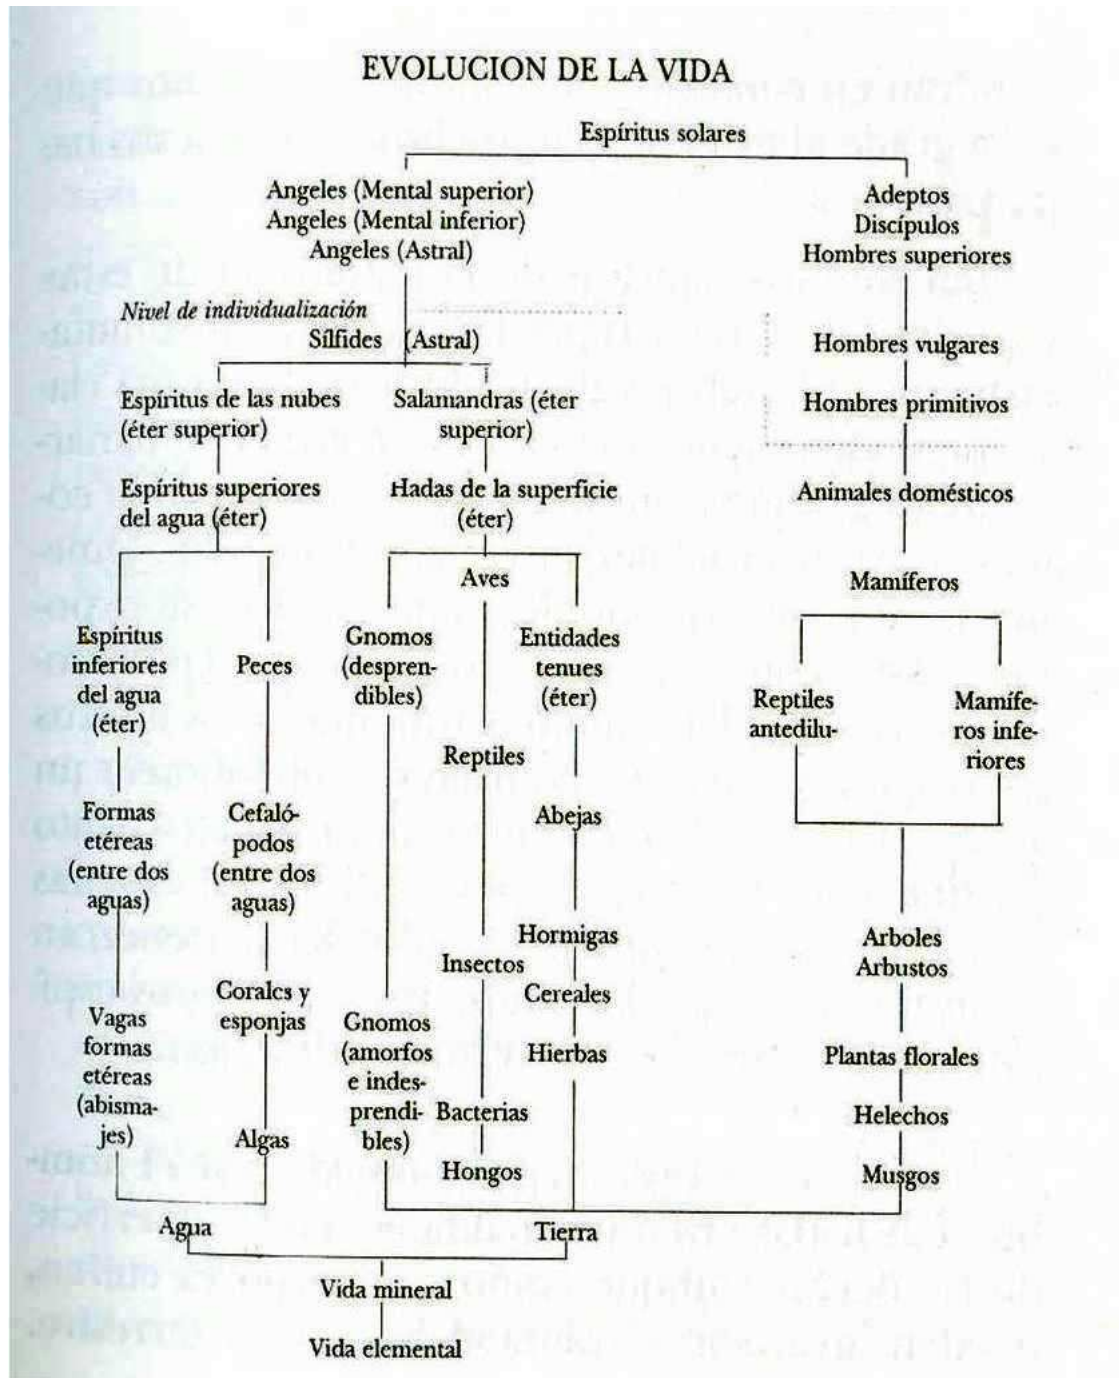 EVOLUCION DE LA VIDA
Espíritus solares
Angeles (Mental superior)
Angeles (Mental inferior)
Angeles (Astral)
Adeptos
Discípulos
Hombres superiores
Nivel de individualización
Sílfides (Astral)
Hombres vulgares
Espíritus de las nubes
(éter superior)
Salamandras (éter
superior)
Hombres primitivos
Espíritus superiores
del agua (éter)
Hadas de la superficie
(éter)
Animales domésticos
Aves
Mamíferos
Espíritus
inferiores
del agua
(éter)
Peces
Gnomos
(despren-
dibles)
Entidades
tenues
(éter)
Reptiles
antedilu-
Mamífe-
ros infe-
riores
Reptiles
Formas
etéreas
(entre dos
aguas)
Cefaló-
podos
(entre dos
aguas)
Abejas
Hormigas
Insectos
Cereales
Arboles
Arbustos
Vagas
formas
etéreas
(abisma-
jes)
Corales y
esponjas
Gnomos
(amorfos
e indes-
prendi-
bles)
Hierbas
Plantas florales
Bacterias
Helechos
Algas
Hongos
Musgos
Agua
Tierra
Vida mineral
Vida elemental